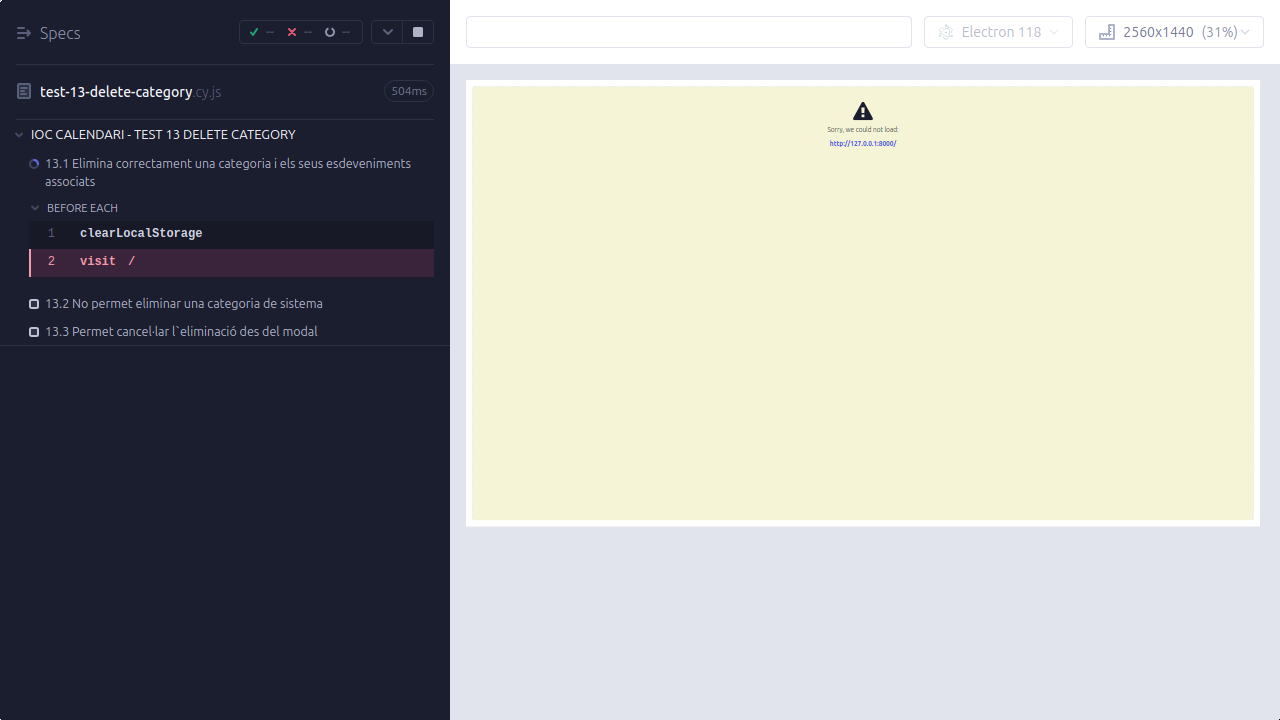 Specs
--
--
--
test-13-delete-category.cy.js
504ms
IOC CALENDARI - TEST 13 DELETE CATEGORY
13.1 Elimina correctament una categoria i els seus esdeveniments
associats
BEFORE EACH
1 clearLocalStorage
2 visit /
13.2 No permet eliminar una categoria de sistema
13.3 Permet cancel·lar l`eliminació des del modal
Electron 118
2560x1440 (31%)
Sorry, we could not load:
http://127.0.0.1:8000/